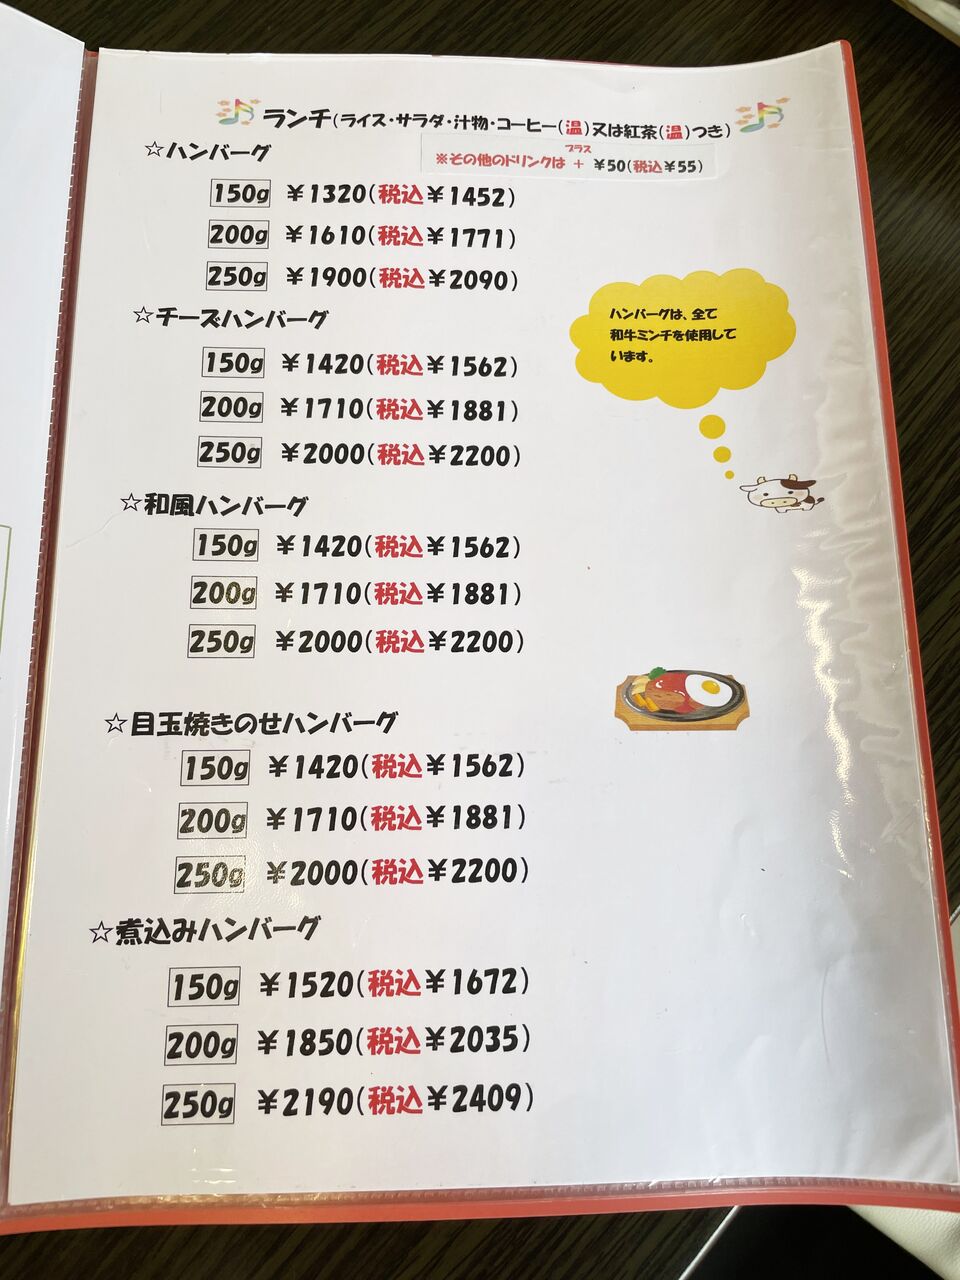 ランチ(ライス・サラダ・汁物・コーヒー(温)又は紅茶(温)つき)
プラス
※その他のドリンクは + ¥50(税込¥55)
☆ハンバーグ
150g ¥1320(税込¥1452)
200g ¥1610(税込¥1771)
250g ¥1900(税込¥2090)
☆チーズハンバーグ
150g ¥1420(税込¥1562)
200g ¥1710(税込¥1881)
250g ¥2000(税込¥2200)
ハンバーグは、全て
和牛ミンチを使用して
います。
☆和風ハンバーグ
150g ¥1420(税込¥1562)
200g ¥1710(税込¥1881)
250g ¥2000(税込¥2200)
☆目玉焼きのせハンバーグ
150g ¥1420(税込¥1562)
200g ¥1710(税込¥1881)
250g ¥2000(税込¥2200)
☆煮込みハンバーグ
150g ¥1520(税込¥1672)
200g ¥1850(税込¥2035)
250g ¥2190(税込¥2409)